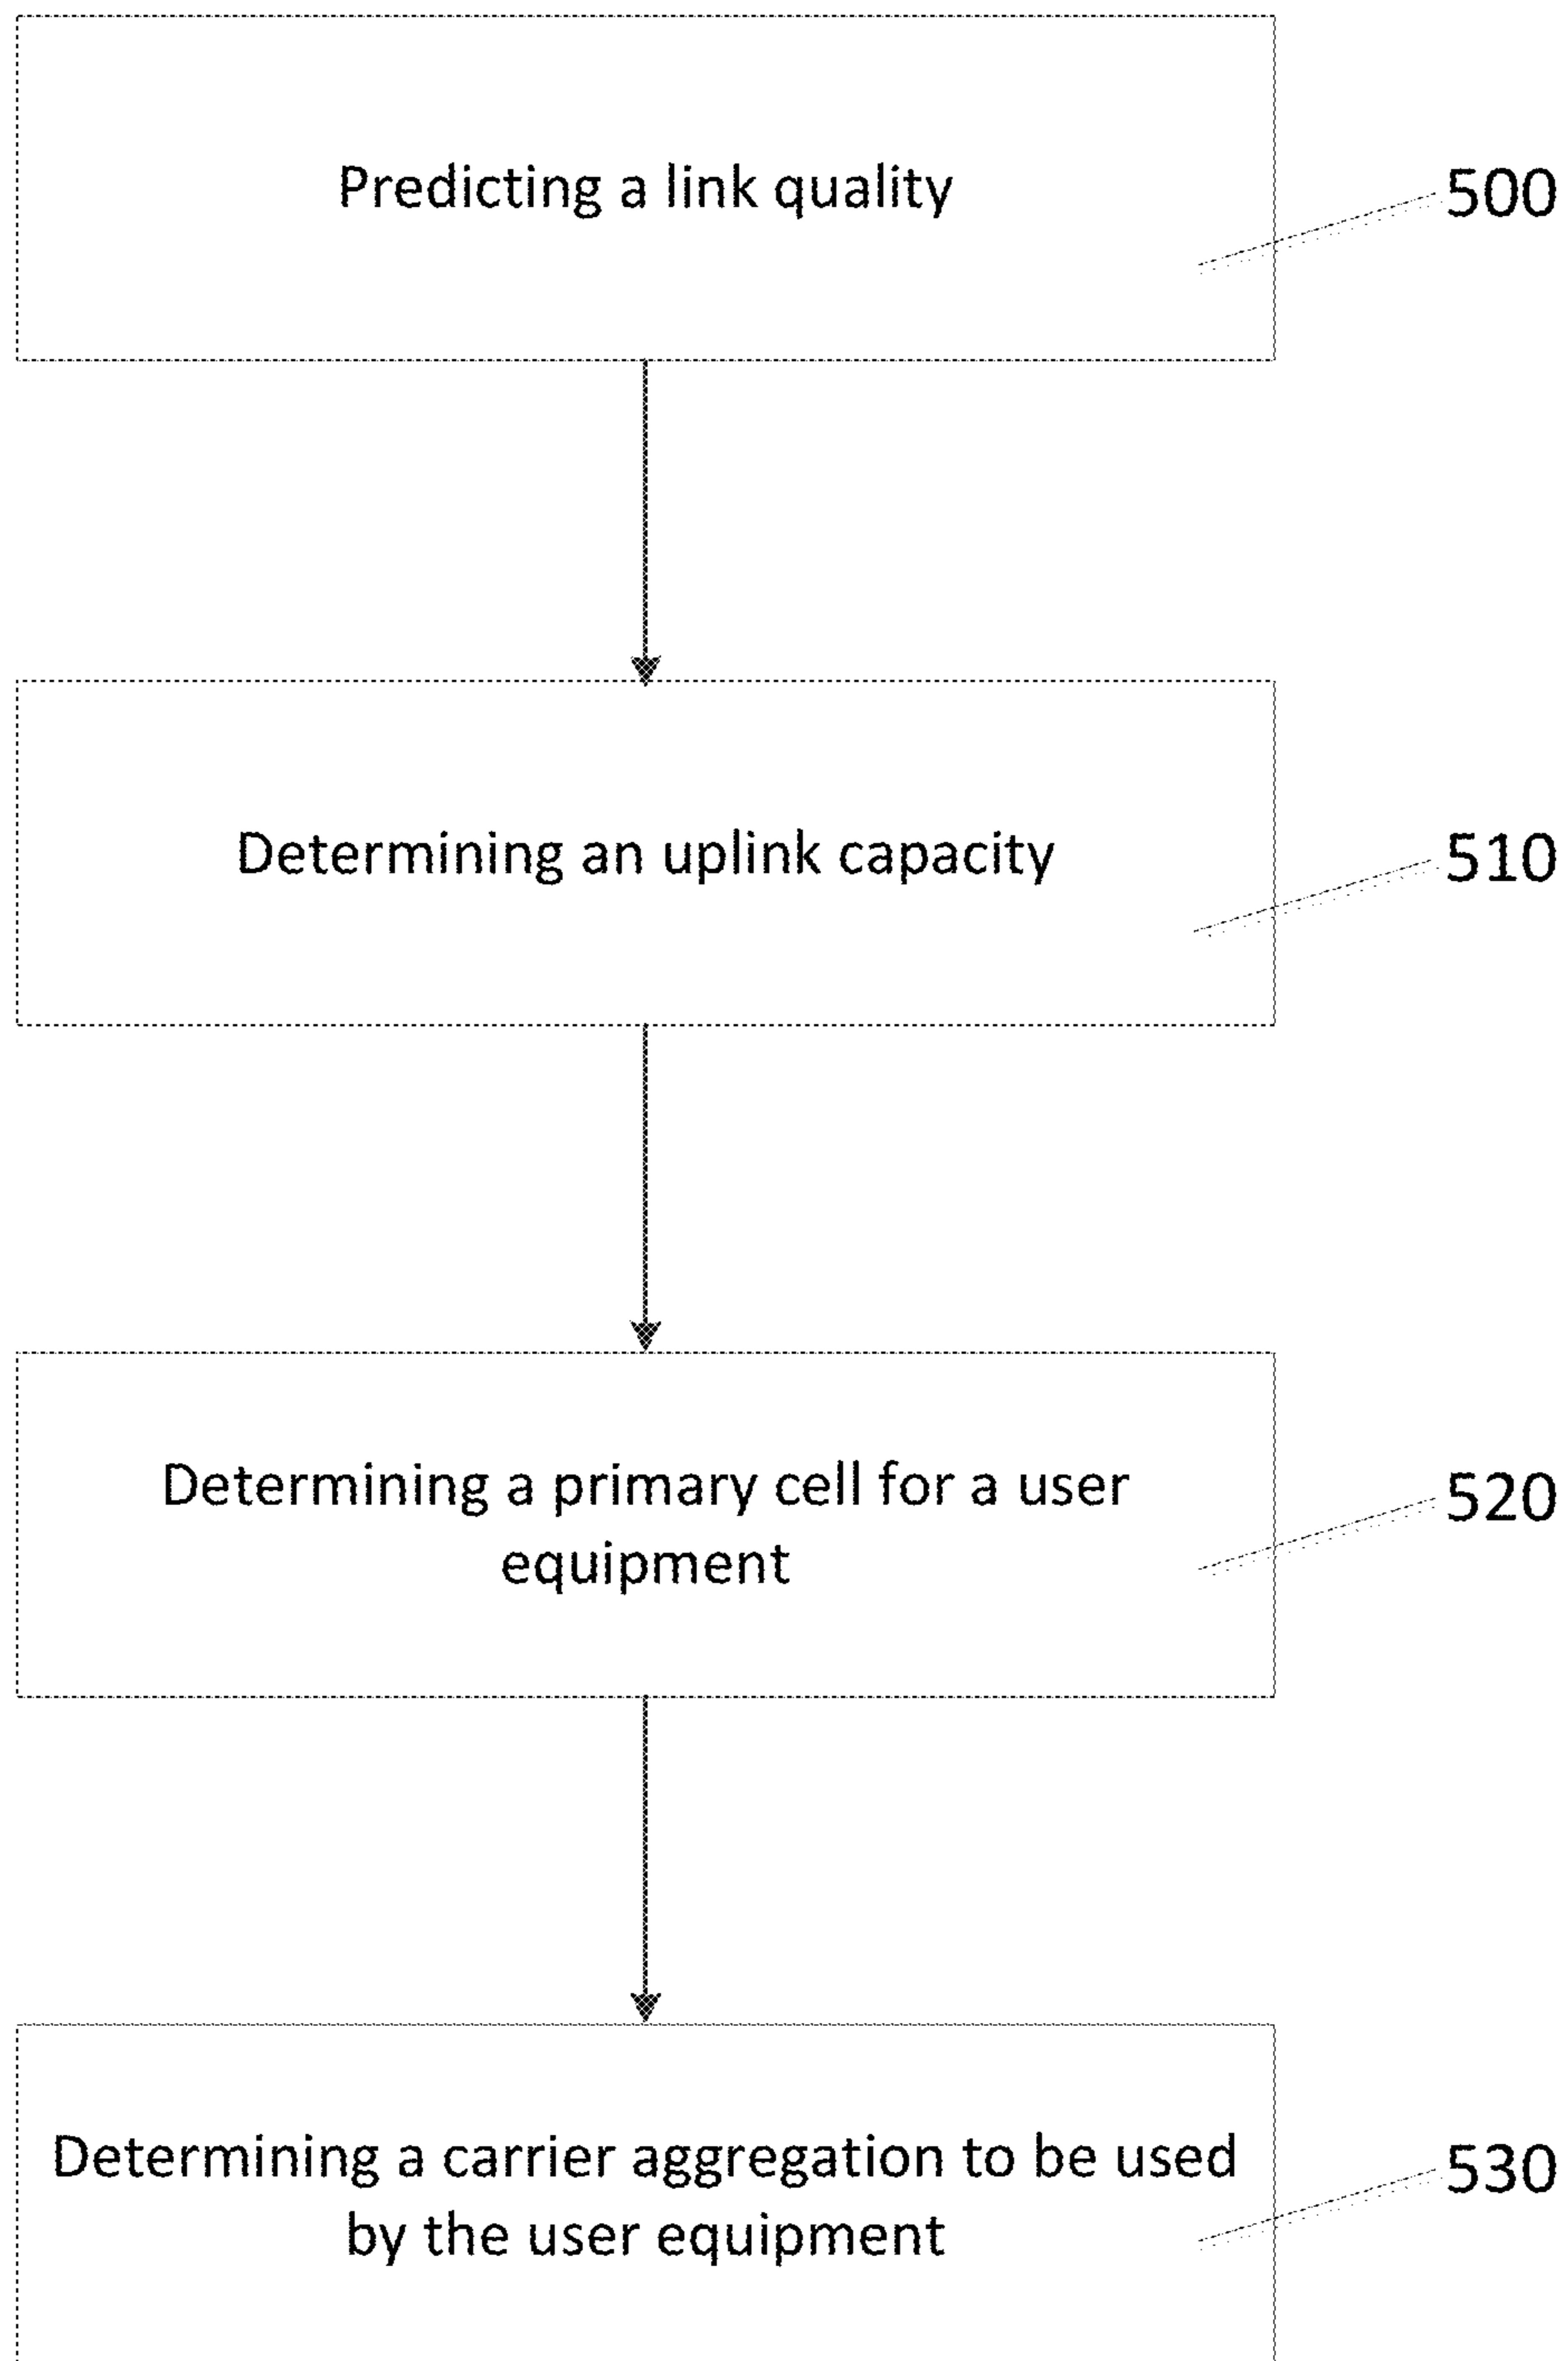 Predicting a link quality
500
Determining an uplink capacity
510
Determining a primary cell for a user
equipment
520
Determining a carrier aggregation to be used
by the user equipment
530